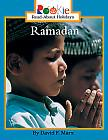 Rookie
Read-About Holidays
Ramadan
By David F. Marx